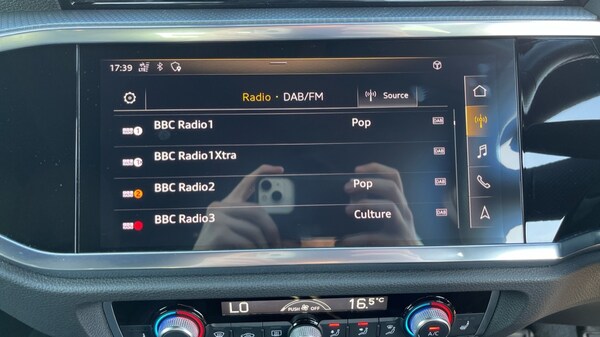 17:39
Radio · DAB/FM
Source
BBC Radio1 Pop DAB
BBC Radio1Xtra DAB
BBC Radio2 Pop DAB
BBC Radio3 Culture DAB
LO PUSH OFF 16.5°C
A/C